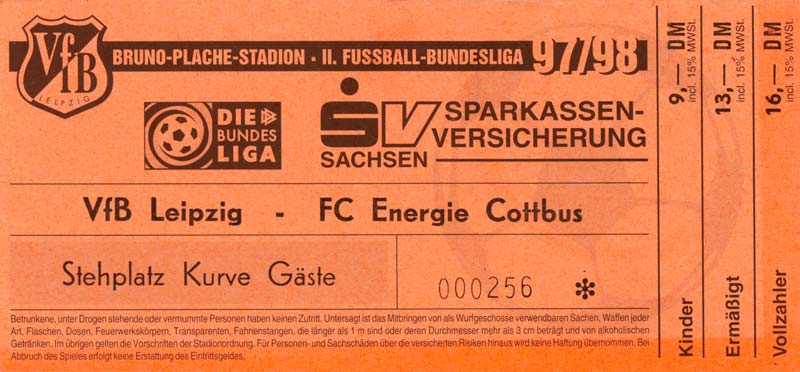 VfB
LEIPZIG
BRUNO-PLACHE-STADION · II. FUSSBALL-BUNDESLIGA 97/98
DIE
BUNDES
LIGA
SV SPARKASSEN-
VERSICHERUNG
SACHSEN
VfB Leipzig - FC Energie Cottbus
Stehplatz Kurve Gäste
000256 *
Betrunkene, unter Drogen stehende oder vermummte Personen haben keinen Zutritt. Untersagt ist das Mitbringen von als Wurfgeschosse verwendbaren Sachen, Waffen jeder
Art, Flaschen, Dosen, Feuerwerkskörpern, Transparenten, Fahnenstangen, die länger als 1 m sind oder deren Durchmesser mehr als 3 cm beträgt und von alkoholischen
Getränken. Im übrigen gelten die Vorschriften der Stadionordung. Für Personen- und Sachschäden über die versicherten Risiken hinaus wird keine Haftung übernommen. Bei
Abbruch des Spieles erfolgt keine Erstattung des Eintrittsgeldes.
Kinder 9,— DM
incl. 15% MWSt.
Ermäßigt 13,— DM
incl. 15% MWSt.
Vollzahler 16,— DM
incl. 15% MWSt.